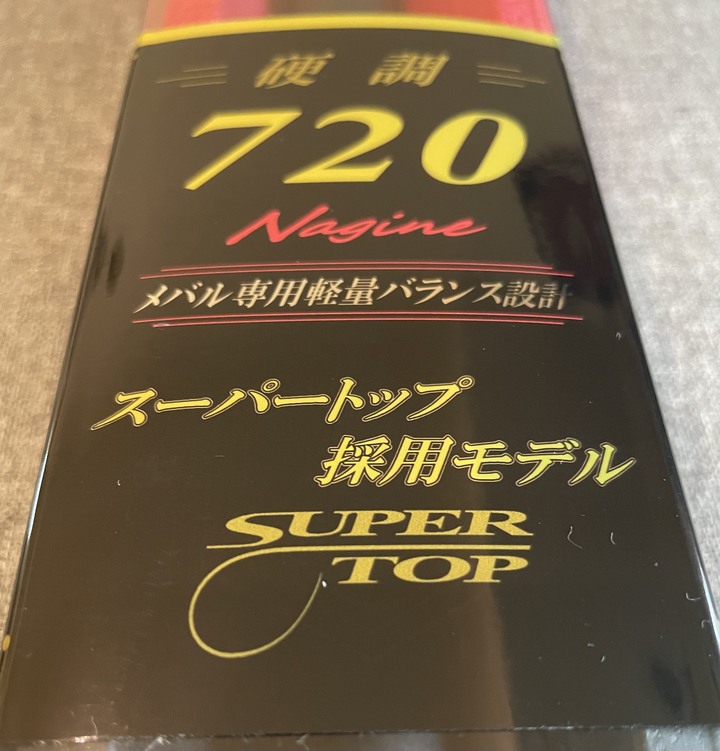 硬調
720
Nagine
メバル専用軽量バランス設計
スーパートップ
採用モデル
SUPER
TOP